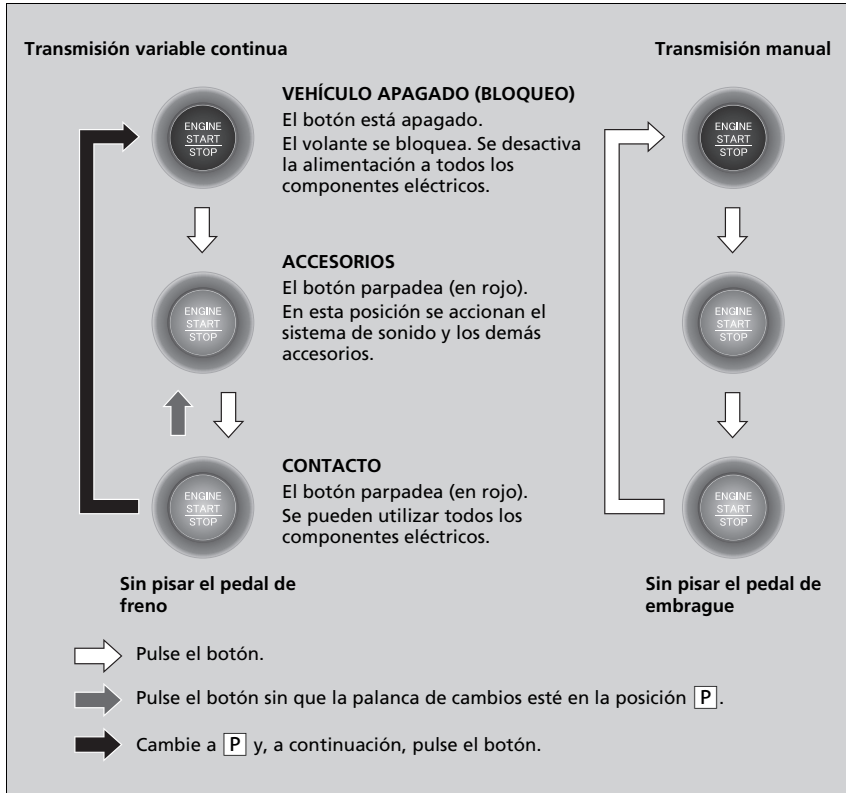 Transmisión variable continua
Transmisión manual
ENGINE
START
STOP
VEHÍCULO APAGADO (BLOQUEO)
El botón está apagado.
El volante se bloquea. Se desactiva
la alimentación a todos los
componentes eléctricos.
ENGINE
START
STOP
ENGINE
START
STOP
ACCESORIOS
El botón parpadea (en rojo).
En esta posición se accionan el
sistema de sonido y los demás
accesorios.
ENGINE
START
STOP
ENGINE
START
STOP
CONTACTO
El botón parpadea (en rojo).
Se pueden utilizar todos los
componentes eléctricos.
ENGINE
START
STOP
Sin pisar el pedal de
freno
Sin pisar el pedal de
embrague
Pulse el botón.
Pulse el botón sin que la palanca de cambios esté en la posición P.
Cambie a P y, a continuación, pulse el botón.